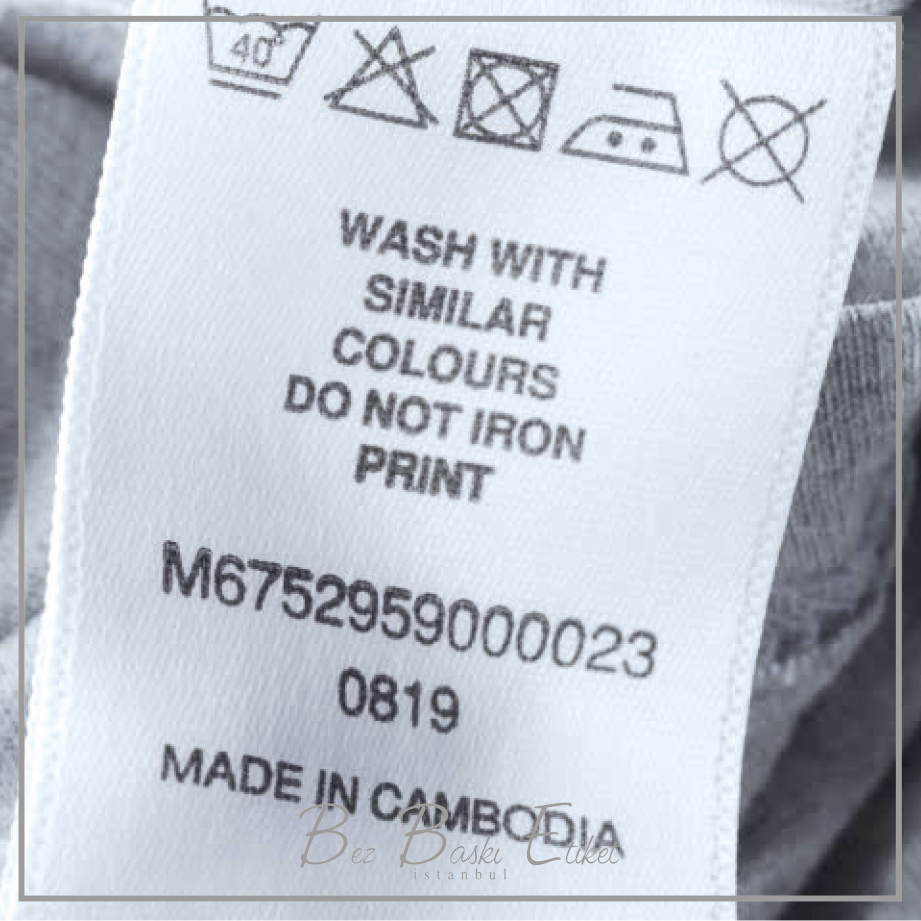 40
WASH WITH
SIMILAR
COLOURS
DO NOT IRON
PRINT
M6752959000023
0819
MADE IN CAMBODIA
Bez Baskı Etiket
istanbul